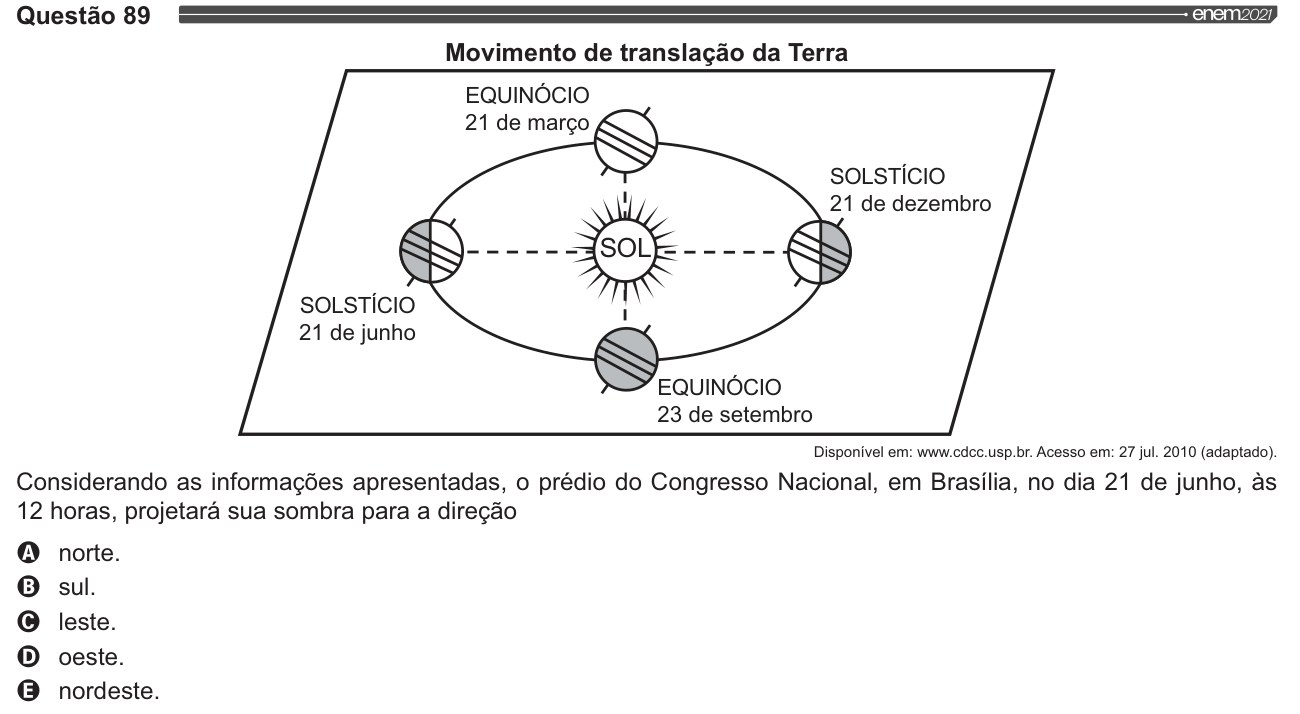 Questão 89
enem2021
Movimento de translação da Terra
EQUINÓCIO
21 de março
SOLSTÍCIO
21 de dezembro
SOL
SOLSTÍCIO
21 de junho
EQUINÓCIO
23 de setembro
Disponível em: www.cdcc.usp.br. Acesso em: 27 jul. 2010 (adaptado).
Considerando as informações apresentadas, o prédio do Congresso Nacional, em Brasília, no dia 21 de junho, às
12 horas, projetará sua sombra para a direção
A norte.
B sul.
C leste.
D oeste.
E nordeste.